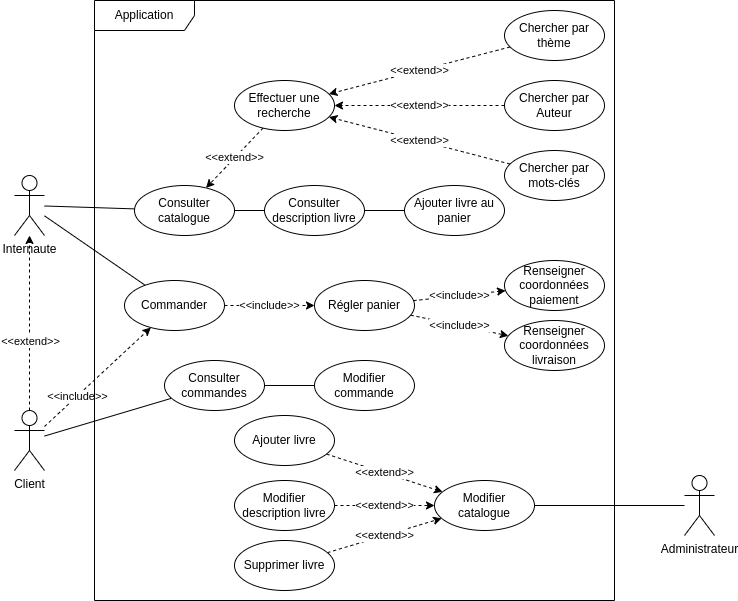 Application
Chercher par
thème
<<extend>>
Effectuer une
recherche
<<extend>>
Chercher par
Auteur
<<extend>>
Chercher par
mots-clés
<<extend>>
Internaute
Consulter
catalogue
Consulter
description livre
Ajouter livre au
panier
Commander
<<include>>
Régler panier
<<include>>
Renseigner
coordonnées
paiement
<<include>>
Renseigner
coordonnées
livraison
<<extend>>
<<include>>
Consulter
commandes
Modifier
commande
Client
Ajouter livre
<<extend>>
Modifier
description livre
<<extend>>
Modifier
catalogue
<<extend>>
Supprimer livre
Administrateur